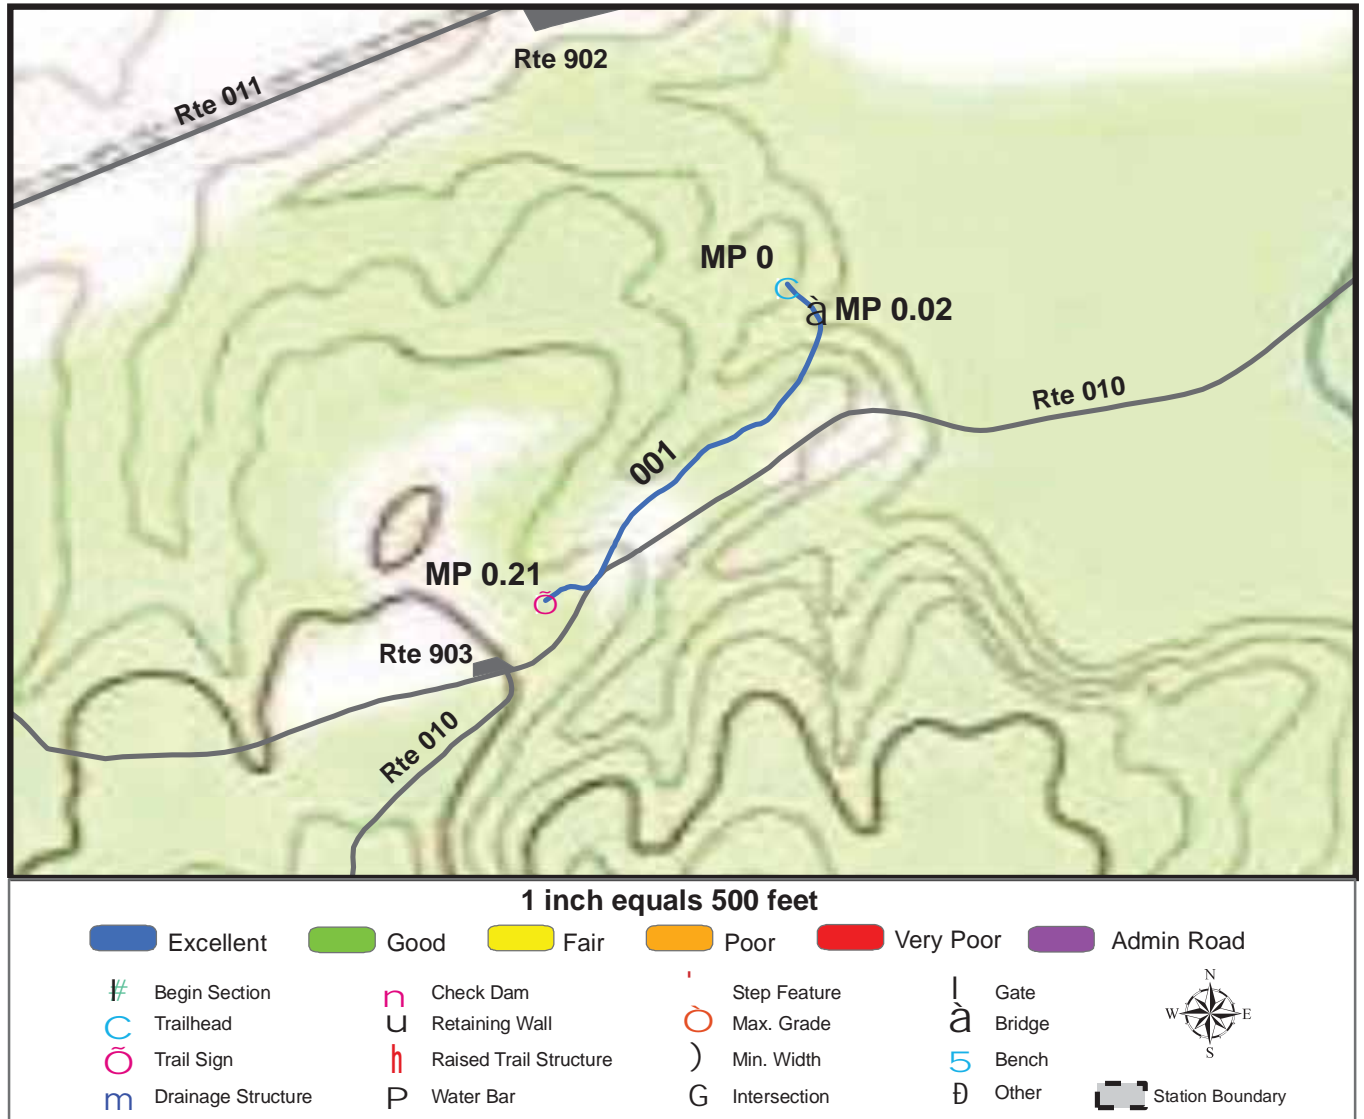 Rte 902
Rte 011
MP 0
C
à MP 0.02
Rte 010
001
MP 0.21
Õ
Rte 903
Rte 010
1 inch equals 500 feet
Excellent Good Fair Poor Very Poor Admin Road
# Begin Section n Check Dam ' Step Feature | Gate
C Trailhead u Retaining Wall Ò Max. Grade à Bridge
Õ Trail Sign h Raised Trail Structure ) Min. Width 5 Bench
m Drainage Structure P Water Bar G Intersection Đ Other Station Boundary
N
W E
S